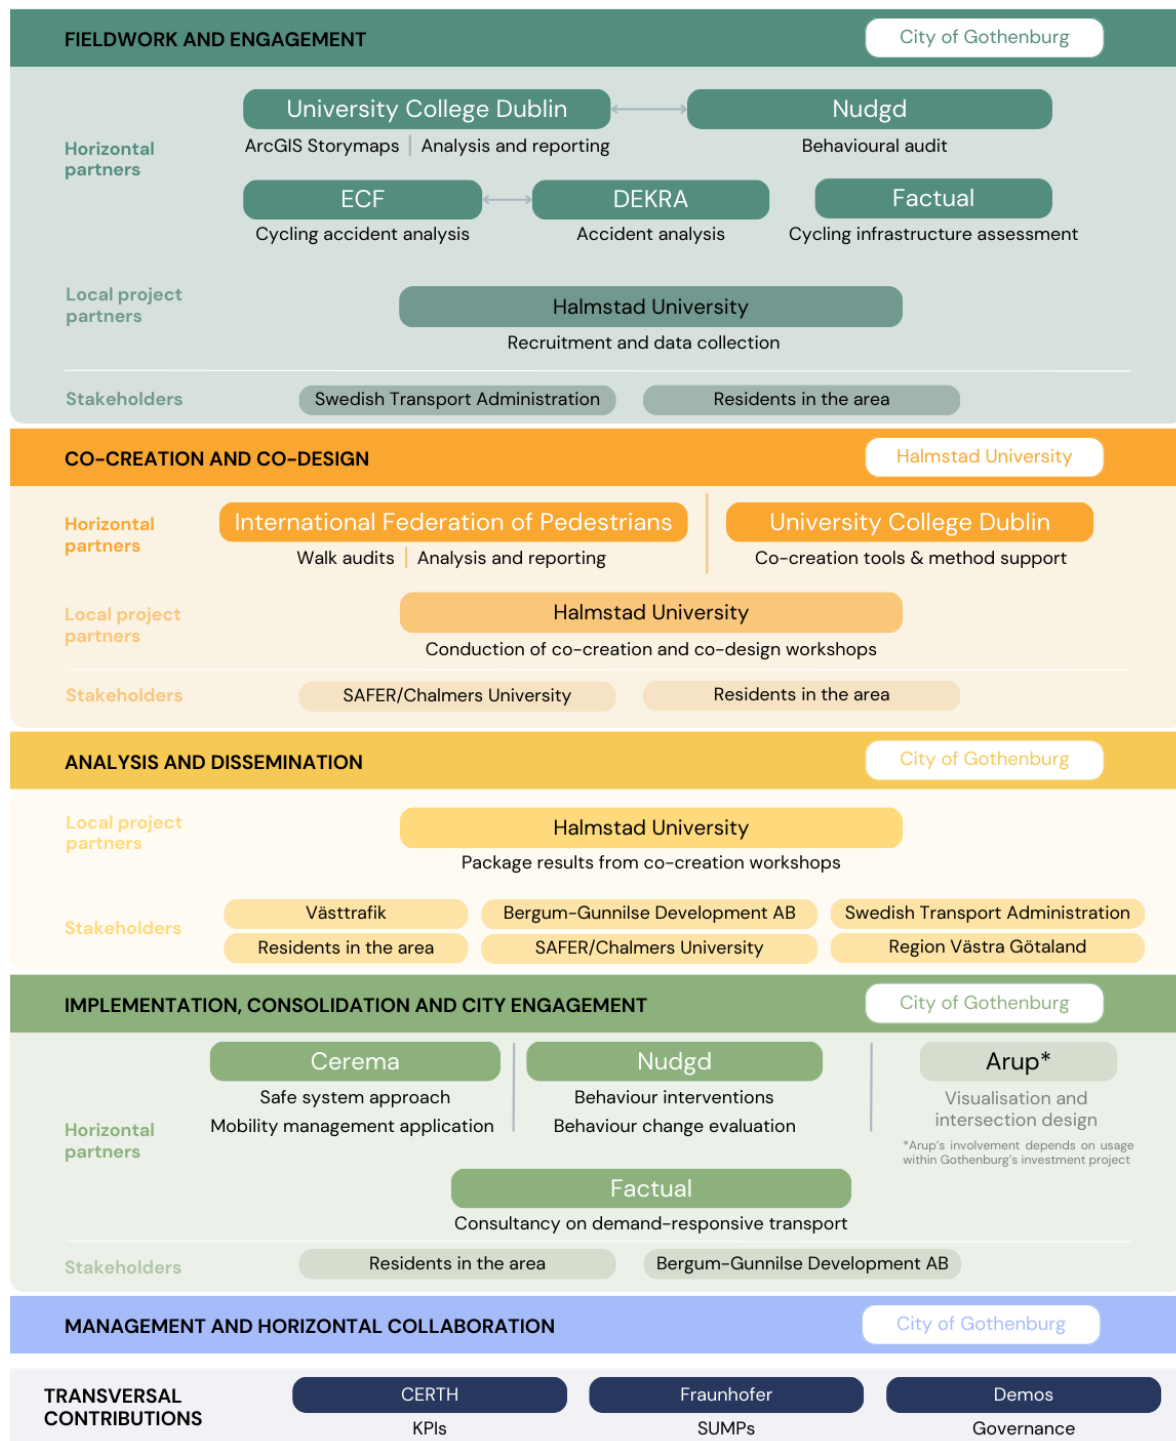 FIELDWORK AND ENGAGEMENT
City of Gothenburg
Horizontal
partners
University College Dublin
Nudgd
ArcGIS Storymaps
Analysis and reporting
Behavioural audit
ECF
DEKRA
Factual
Cycling accident analysis
Accident analysis
Cycling infrastructure assessment
Local project
partners
Halmstad University
Recruitment and data collection
Stakeholders
Swedish Transport Administration
Residents in the area
CO-CREATION AND CO-DESIGN
Halmstad University
Horizontal
partners
International Federation of Pedestrians
University College Dublin
Walk audits
Analysis and reporting
Co-creation tools & method support
Local project
partners
Halmstad University
Conduction of co-creation and co-design workshops
Stakeholders
SAFER/Chalmers University
Residents in the area
ANALYSIS AND DISSEMINATION
City of Gothenburg
Local project
partners
Halmstad University
Package results from co-creation workshops
Stakeholders
Västtrafik
Bergum-Gunnilse Development AB
Swedish Transport Administration
Residents in the area
SAFER/Chalmers University
Region Västra Götaland
IMPLEMENTATION, CONSOLIDATION AND CITY ENGAGEMENT
City of Gothenburg
Horizontal
partners
Cerema
Nudgd
Arup*
Safe system approach
Mobility management application
Behaviour interventions
Behaviour change evaluation
Visualisation and
intersection design
*Arup's involvement depends on usage
within Gothenburg's investment project
Factual
Consultancy on demand-responsive transport
Stakeholders
Residents in the area
Bergum-Gunnilse Development AB
MANAGEMENT AND HORIZONTAL COLLABORATION
City of Gothenburg
TRANSVERSAL
CONTRIBUTIONS
CERTH
Fraunhofer
Demos
KPIs
SUMPs
Governance